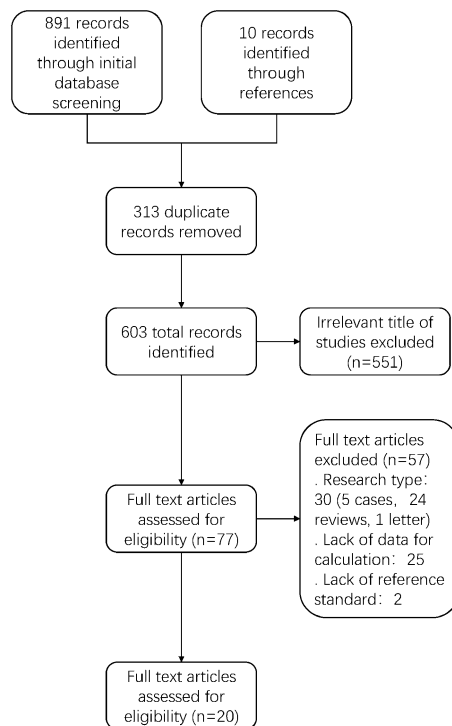 891 records
identified
through initial
database
screening
10 records
identified
through
references
313 duplicate
records removed
603 total records
identified
Irrelevant title of
studies excluded
(n=551)
Full text articles
assessed for
eligibility (n=77)
Full text articles
excluded (n=57)
. Research type:
30 (5 cases, 24
reviews, 1 letter)
. Lack of data for
calculation: 25
. Lack of reference
standard: 2
Full text articles
assessed for
eligibility (n=20)